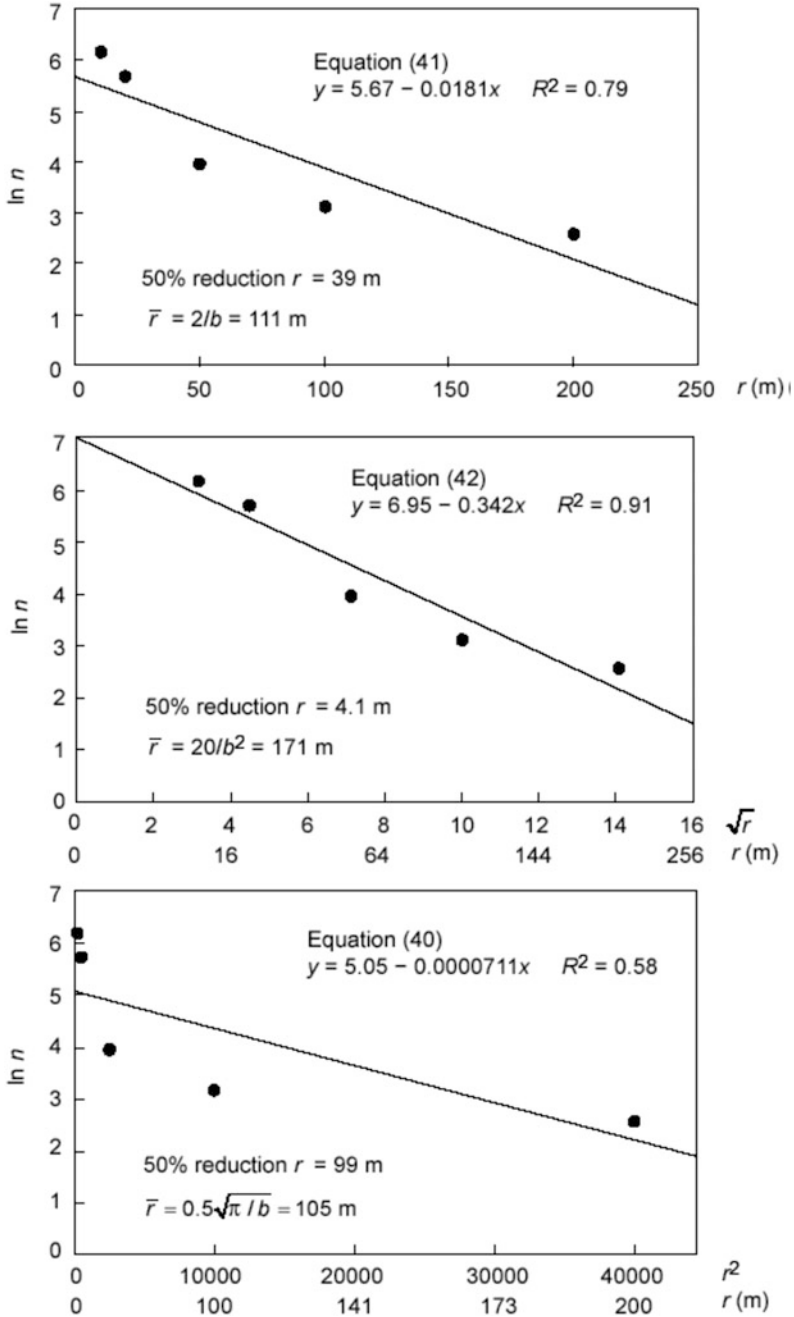 7
6
5
4
3
2
1
0
ln n
Equation (41)
y = 5.67 − 0.0181x R² = 0.79
50% reduction r = 39 m
r̅ = 2/b = 111 m
0 50 100 150 200 250 r (m)
7
6
5
4
3
2
1
0
ln n
Equation (42)
y = 6.95 − 0.342x R² = 0.91
50% reduction r = 4.1 m
r̅ = 20/b² = 171 m
0 2 4 6 8 10 12 14 16 √r
0 16 64 144 256 r (m)
7
6
5
4
3
2
1
0
ln n
Equation (40)
y = 5.05 − 0.0000711x R² = 0.58
50% reduction r = 99 m
r̅ = 0.5√π/b = 105 m
0 10000 20000 30000 40000 r²
0 100 141 173 200 r (m)